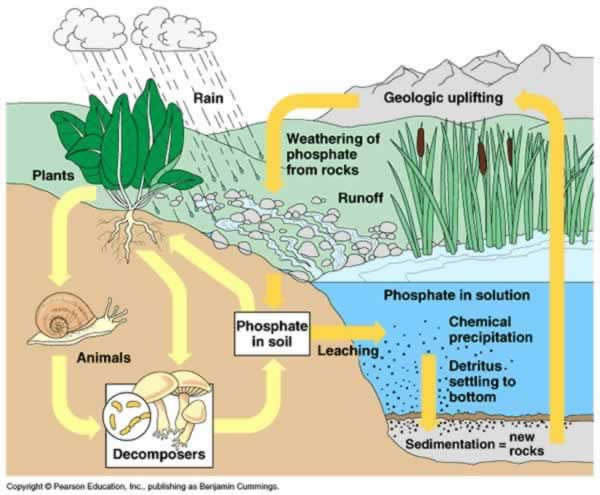 Rain
Geologic uplifting
Weathering of
phosphate
from rocks
Plants
Runoff
Phosphate in solution
Phosphate
in soil
Chemical
precipitation
Leaching
Animals
Detritus
settling to
bottom
Decomposers
Sedimentation = new
rocks
Copyright © Pearson Education, Inc., publishing as Benjamin Cummings.